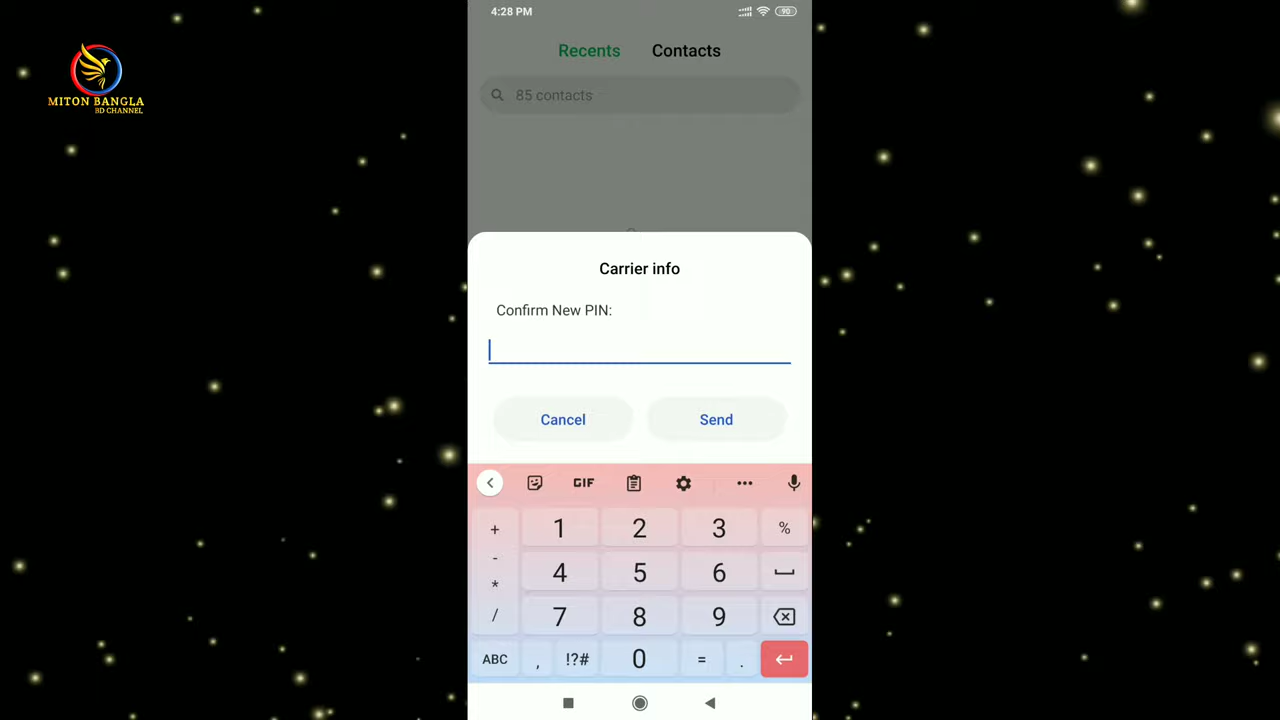 4:28 PM
90
MITON BANGLA
BD CHANNEL
Recents
Contacts
85 contacts
Carrier info
Confirm New PIN:
Cancel
Send
GIF
+ 1 2 3 %
-
* 4 5 6
/ 7 8 9
ABC , !?# 0 = .